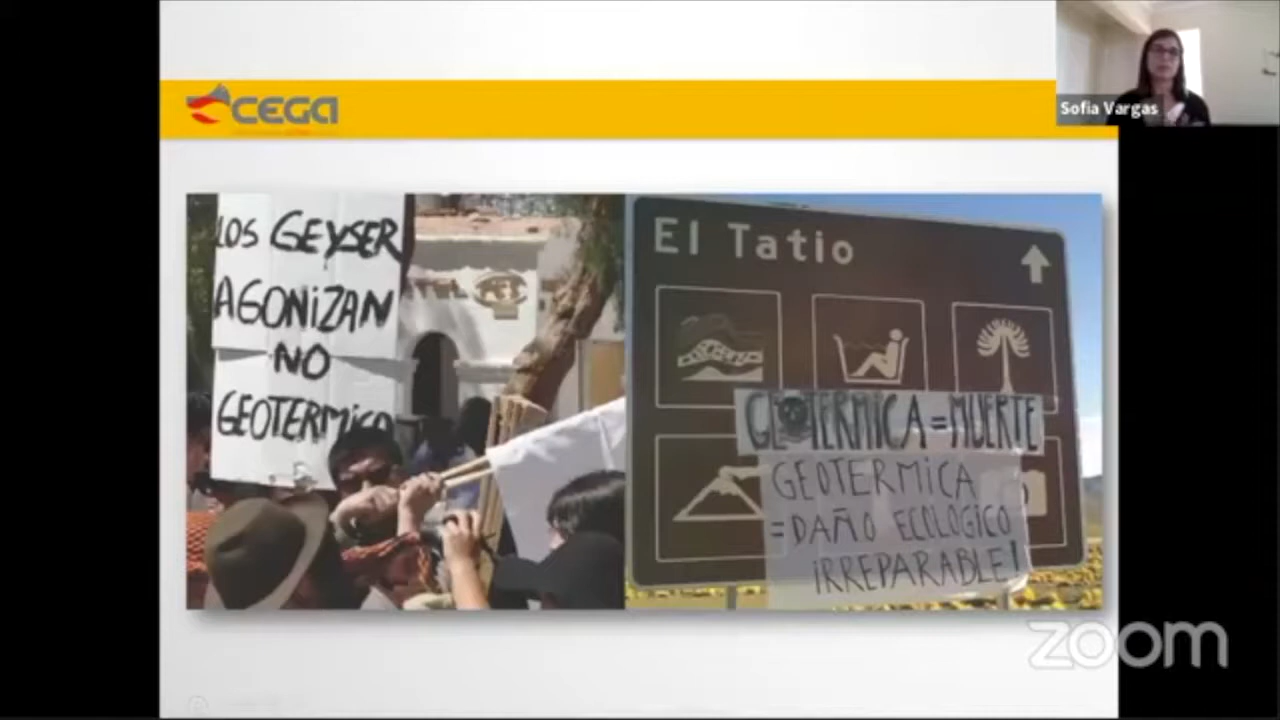 CEGA
Sofia Vargas
LOS GEYSER
AGONIZAN
NO
GEOTERMICA
El Tatio
GEOTERMICA = MUERTE
GEOTERMICA
= DAÑO ECOLOGICO
IRREPARABLE!
zoom